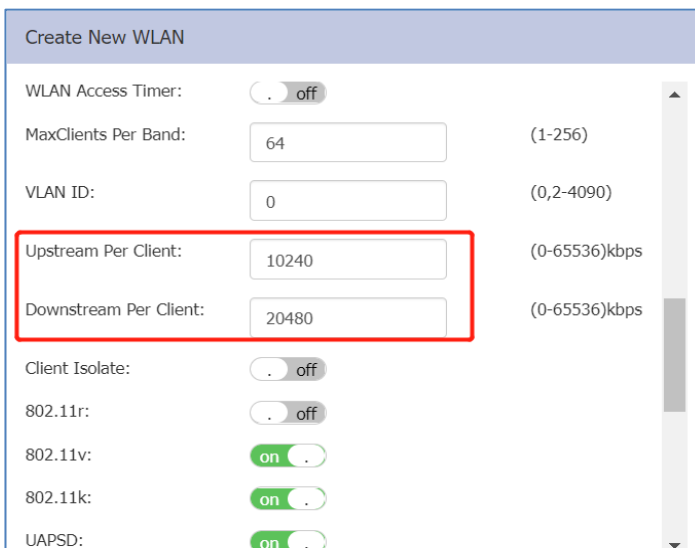 Create New WLAN
WLAN Access Timer: . off
MaxClients Per Band: 64 (1-256)
VLAN ID: 0 (0,2-4090)
Upstream Per Client: 10240 (0-65536)kbps
Downstream Per Client: 20480 (0-65536)kbps
Client Isolate: . off
802.11r: . off
802.11v: on .
802.11k: on .
UAPSD: on .